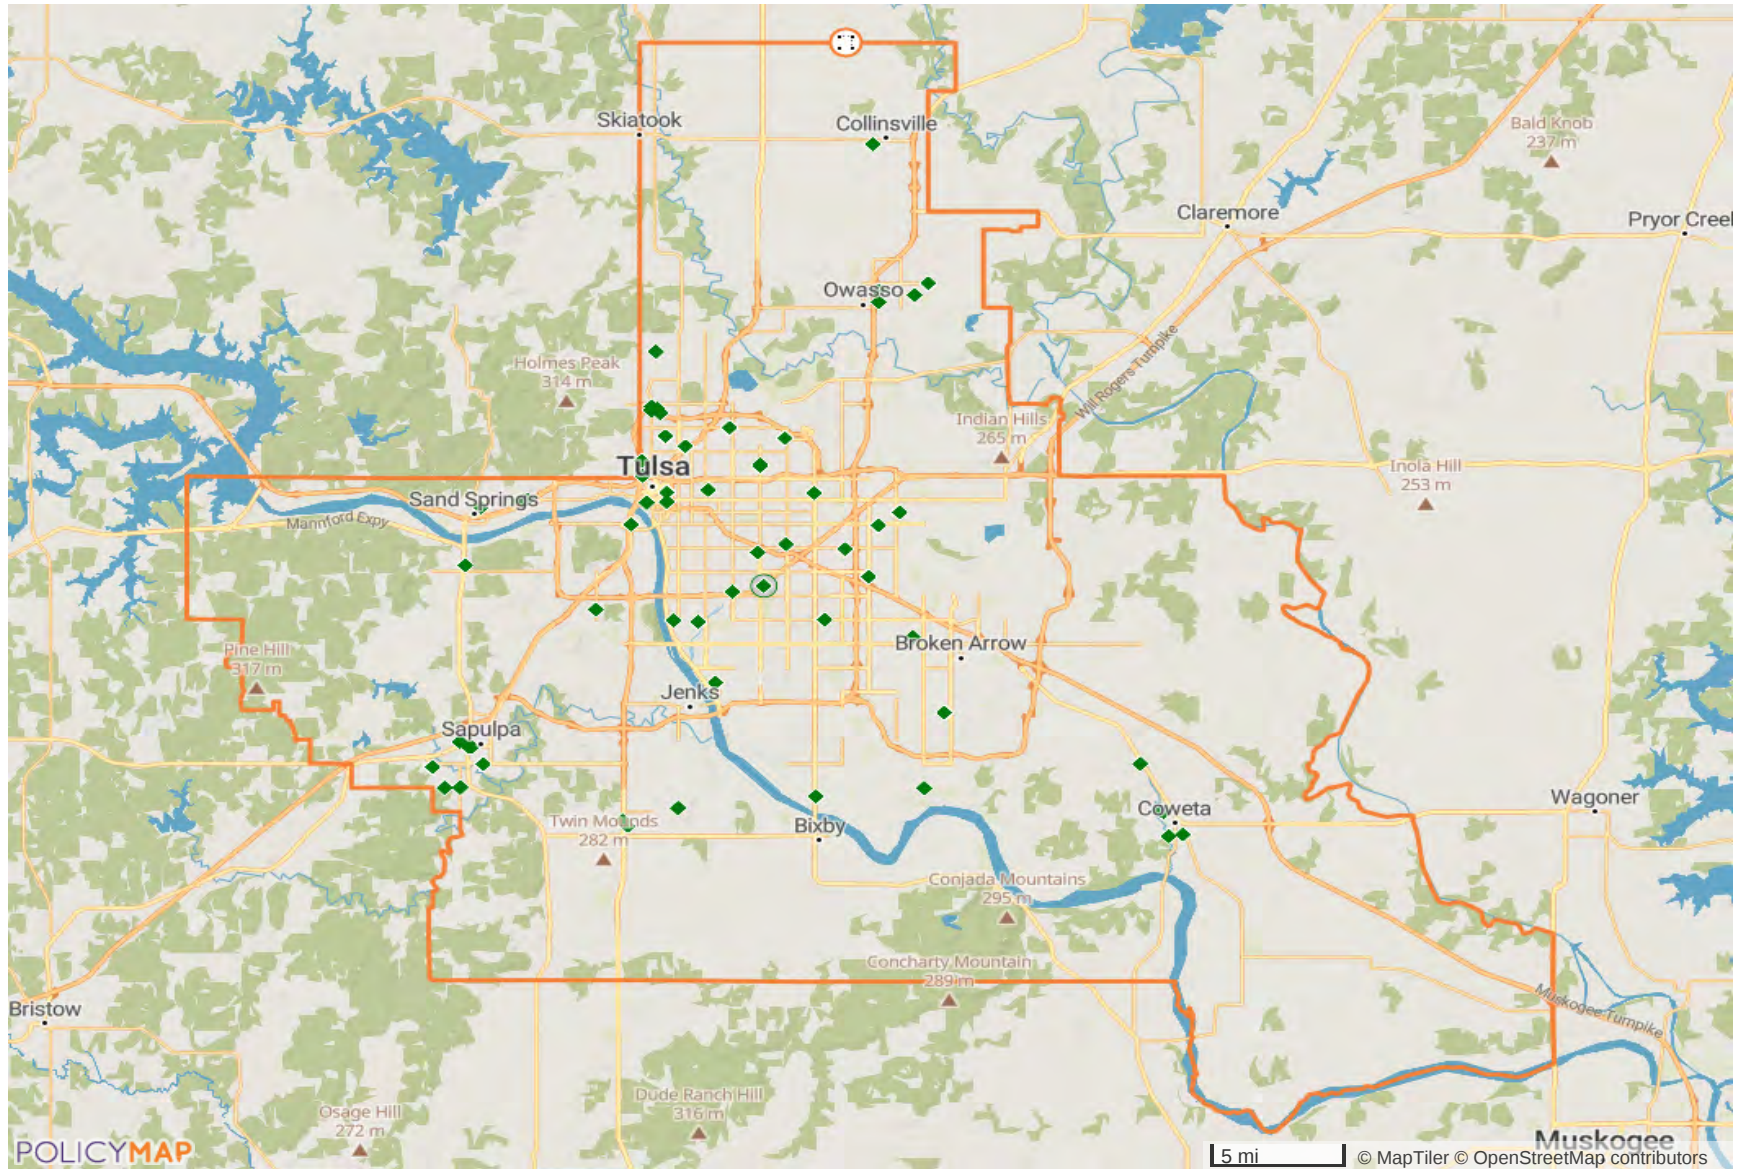 Skiatook
Collinsville
Bald Knob
237 m
Claremore
Pryor Creek
Owasso
Holmes Peak
314 m
Will Rogers Turnpike
Indian Hills
265 m
Tulsa
Inola Hill
253 m
Sand Springs
Mannford Expy
Broken Arrow
Pine Hill
317 m
Jenks
Sapulpa
Wagoner
Coweta
Twin Mounds
282 m
Bixby
Conjada Mountains
295 m
Concharty Mountain
289 m
Bristow
Muskogee Turnpike
Dude Ranch Hill
316 m
Osage Hill
272 m
Muskogee
POLICYMAP
5 mi
© MapTiler © OpenStreetMap contributors